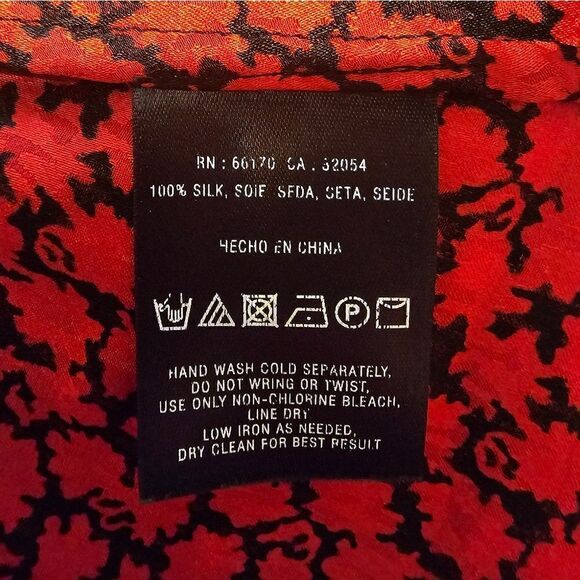 RN : 66170 CA . 32054
100% SILK, SOIE, SEDA, SETA, SEIDE
HECHO EN CHINA
P
HAND WASH COLD SEPARATELY,
DO NOT WRING OR TWIST,
USE ONLY NON-CHLORINE BLEACH,
LINE DRY
LOW IRON AS NEEDED,
DRY CLEAN FOR BEST RESULT